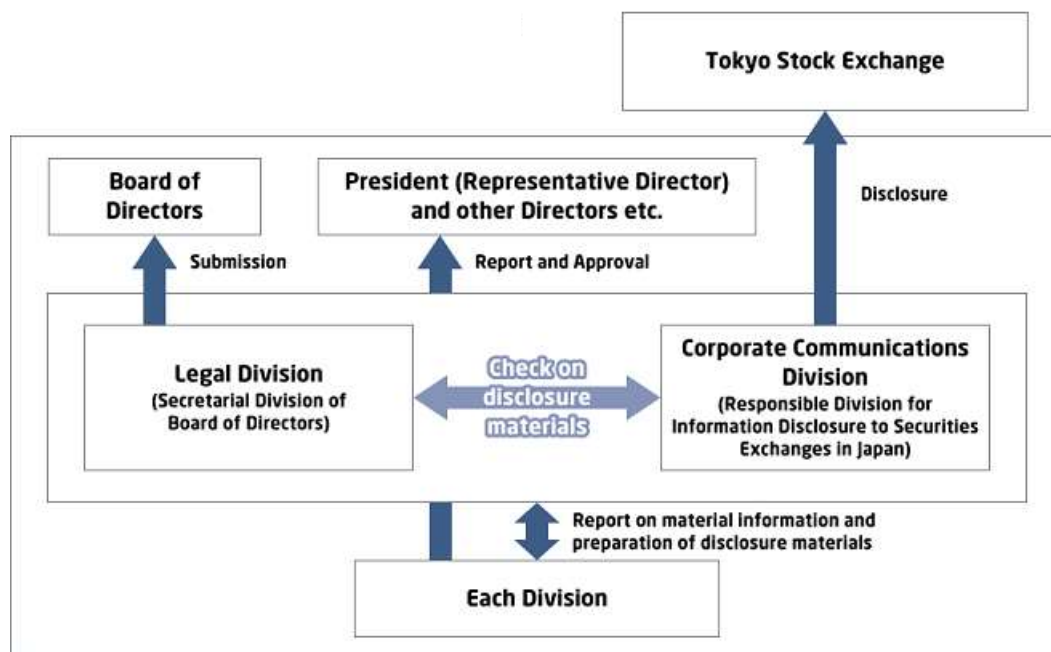 Tokyo Stock Exchange
Board of
Directors
President (Representative Director)
and other Directors etc.
Disclosure
Submission
Report and Approval
Legal Division
(Secretarial Division of
Board of Directors)
Check on
disclosure
materials
Corporate Communications
Division
(Responsible Division for
Information Disclosure to Securities
Exchanges in Japan)
Report on material information and
preparation of disclosure materials
Each Division